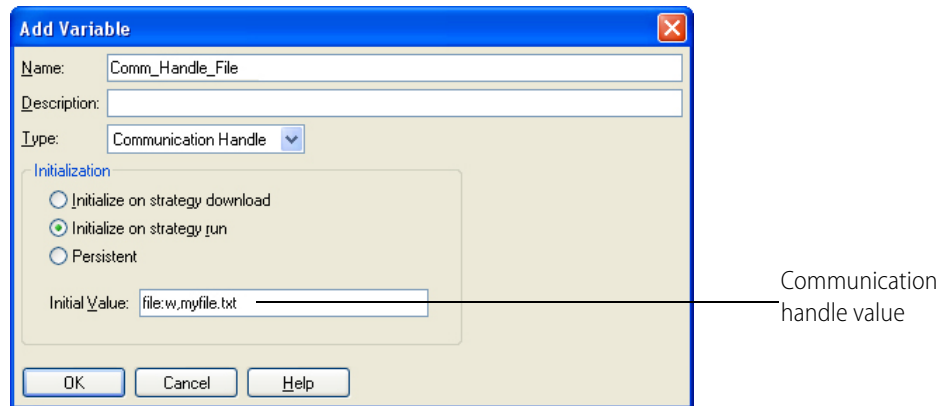 Add Variable
Name: Comm_Handle_File
Description:
Type: Communication Handle
Initialization
Initialize on strategy download
Initialize on strategy run
Persistent
Initial Value: file:w,myfile.txt
Communication
handle value
OK Cancel Help